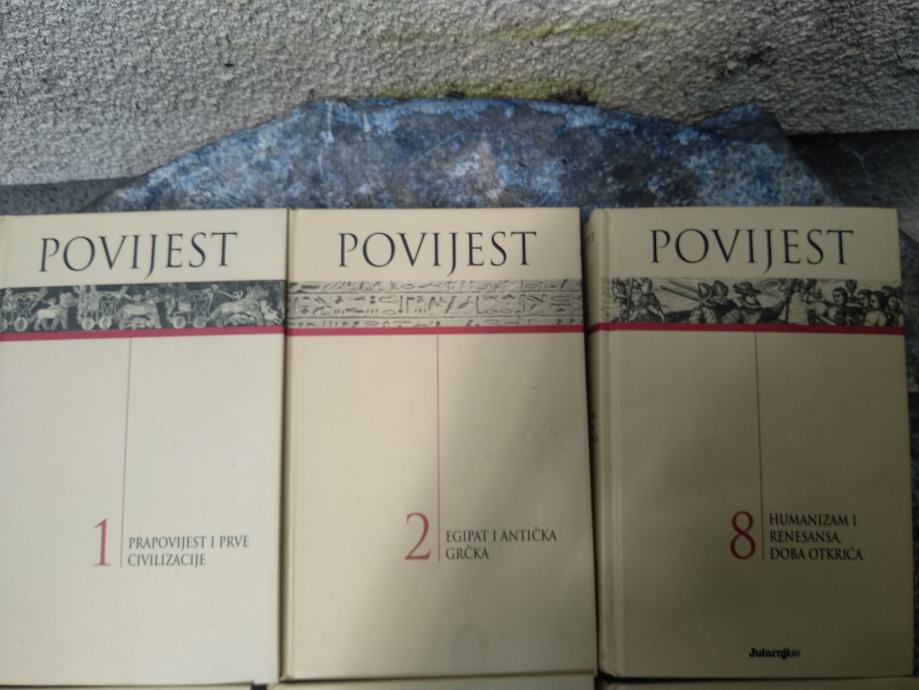 POVIJEST
1
PRAPOVIJEST I PRVE
CIVILIZACIJE
POVIJEST
2
EGIPAT I ANTIČKA
GRČKA
POVIJEST
8
HUMANIZAM I
RENESANSA,
DOBA OTKRIĆA
Jutarnji